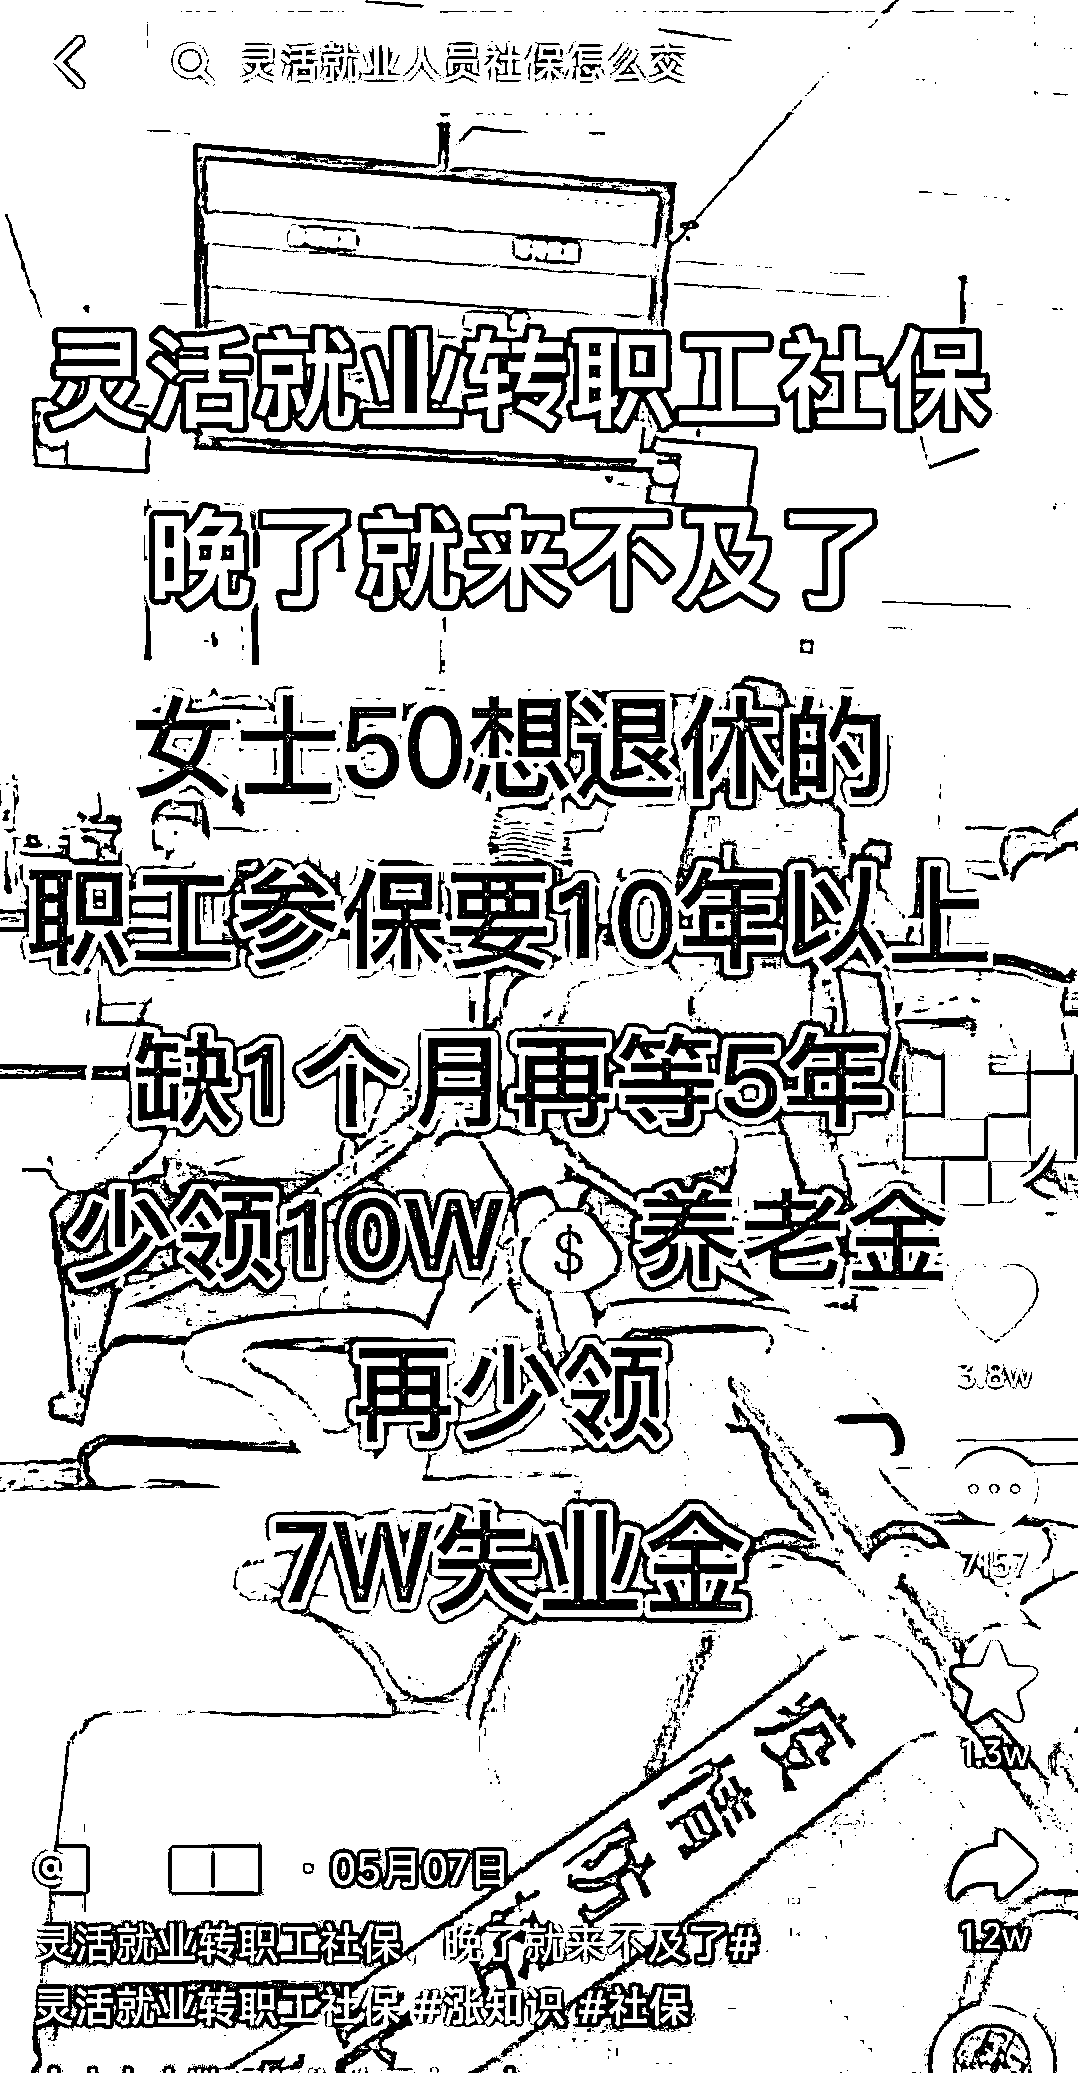 灵活就业人员社保怎么交
灵活就业转职工社保
晚了就来不及了
女士50想退休的
职工参保要10年以上
缺1个月再等5年
少领10W💰养老金
再少领
7W失业金
3.8w
7157
1.3w
疫情防
@ · 05月07日
灵活就业转职工社保，晚了就来不及了#
灵活就业转职工社保 #涨知识 #社保
1.2w